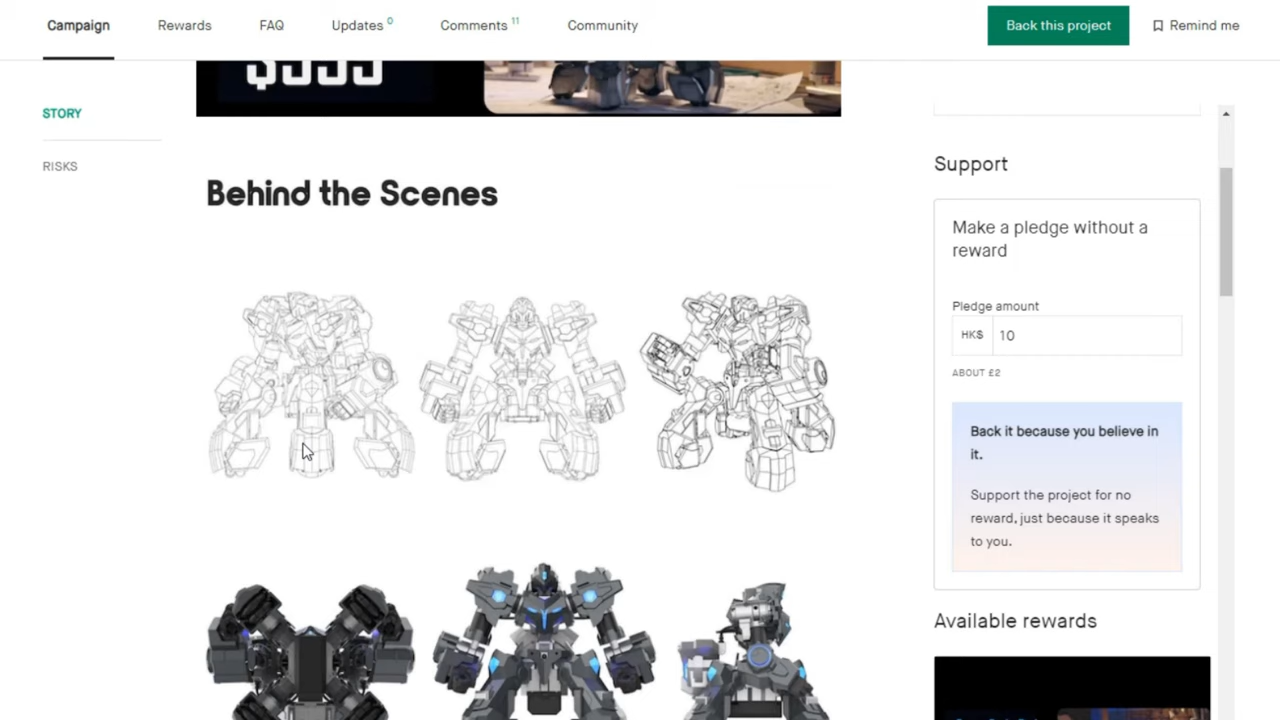 Campaign
Rewards
FAQ
Updates 0
Comments 11
Community
Back this project
Remind me
STORY
RISKS
Behind the Scenes
Support
Make a pledge without a
reward
Pledge amount
HK$ 10
ABOUT £2
Back it because you believe in
it.
Support the project for no
reward, just because it speaks
to you.
Available rewards